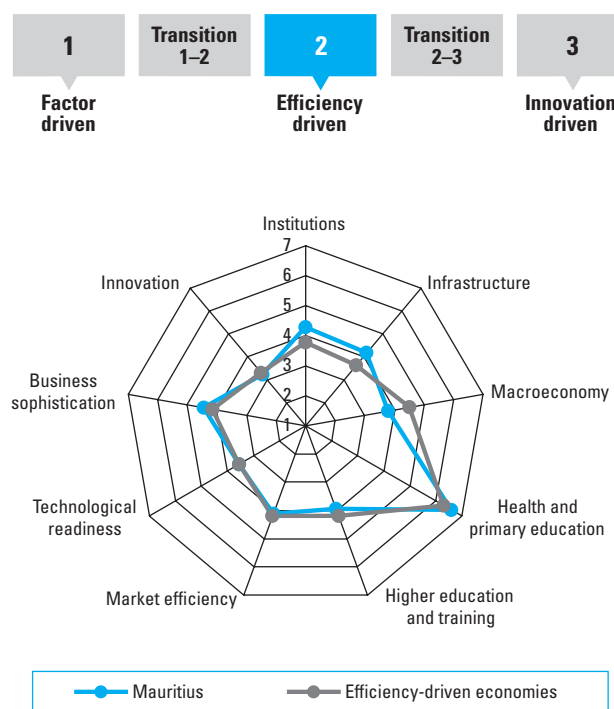 1
Transition
1–2
2
Transition
2–3
3
Factor
driven
Efficiency
driven
Innovation
driven
Institutions
7
6
5
4
3
2
1
Innovation
Infrastructure
Business
sophistication
Macroeconomy
Technological
readiness
Health and
primary education
Market efficiency
Higher education
and training
Mauritius
Efficiency-driven economies